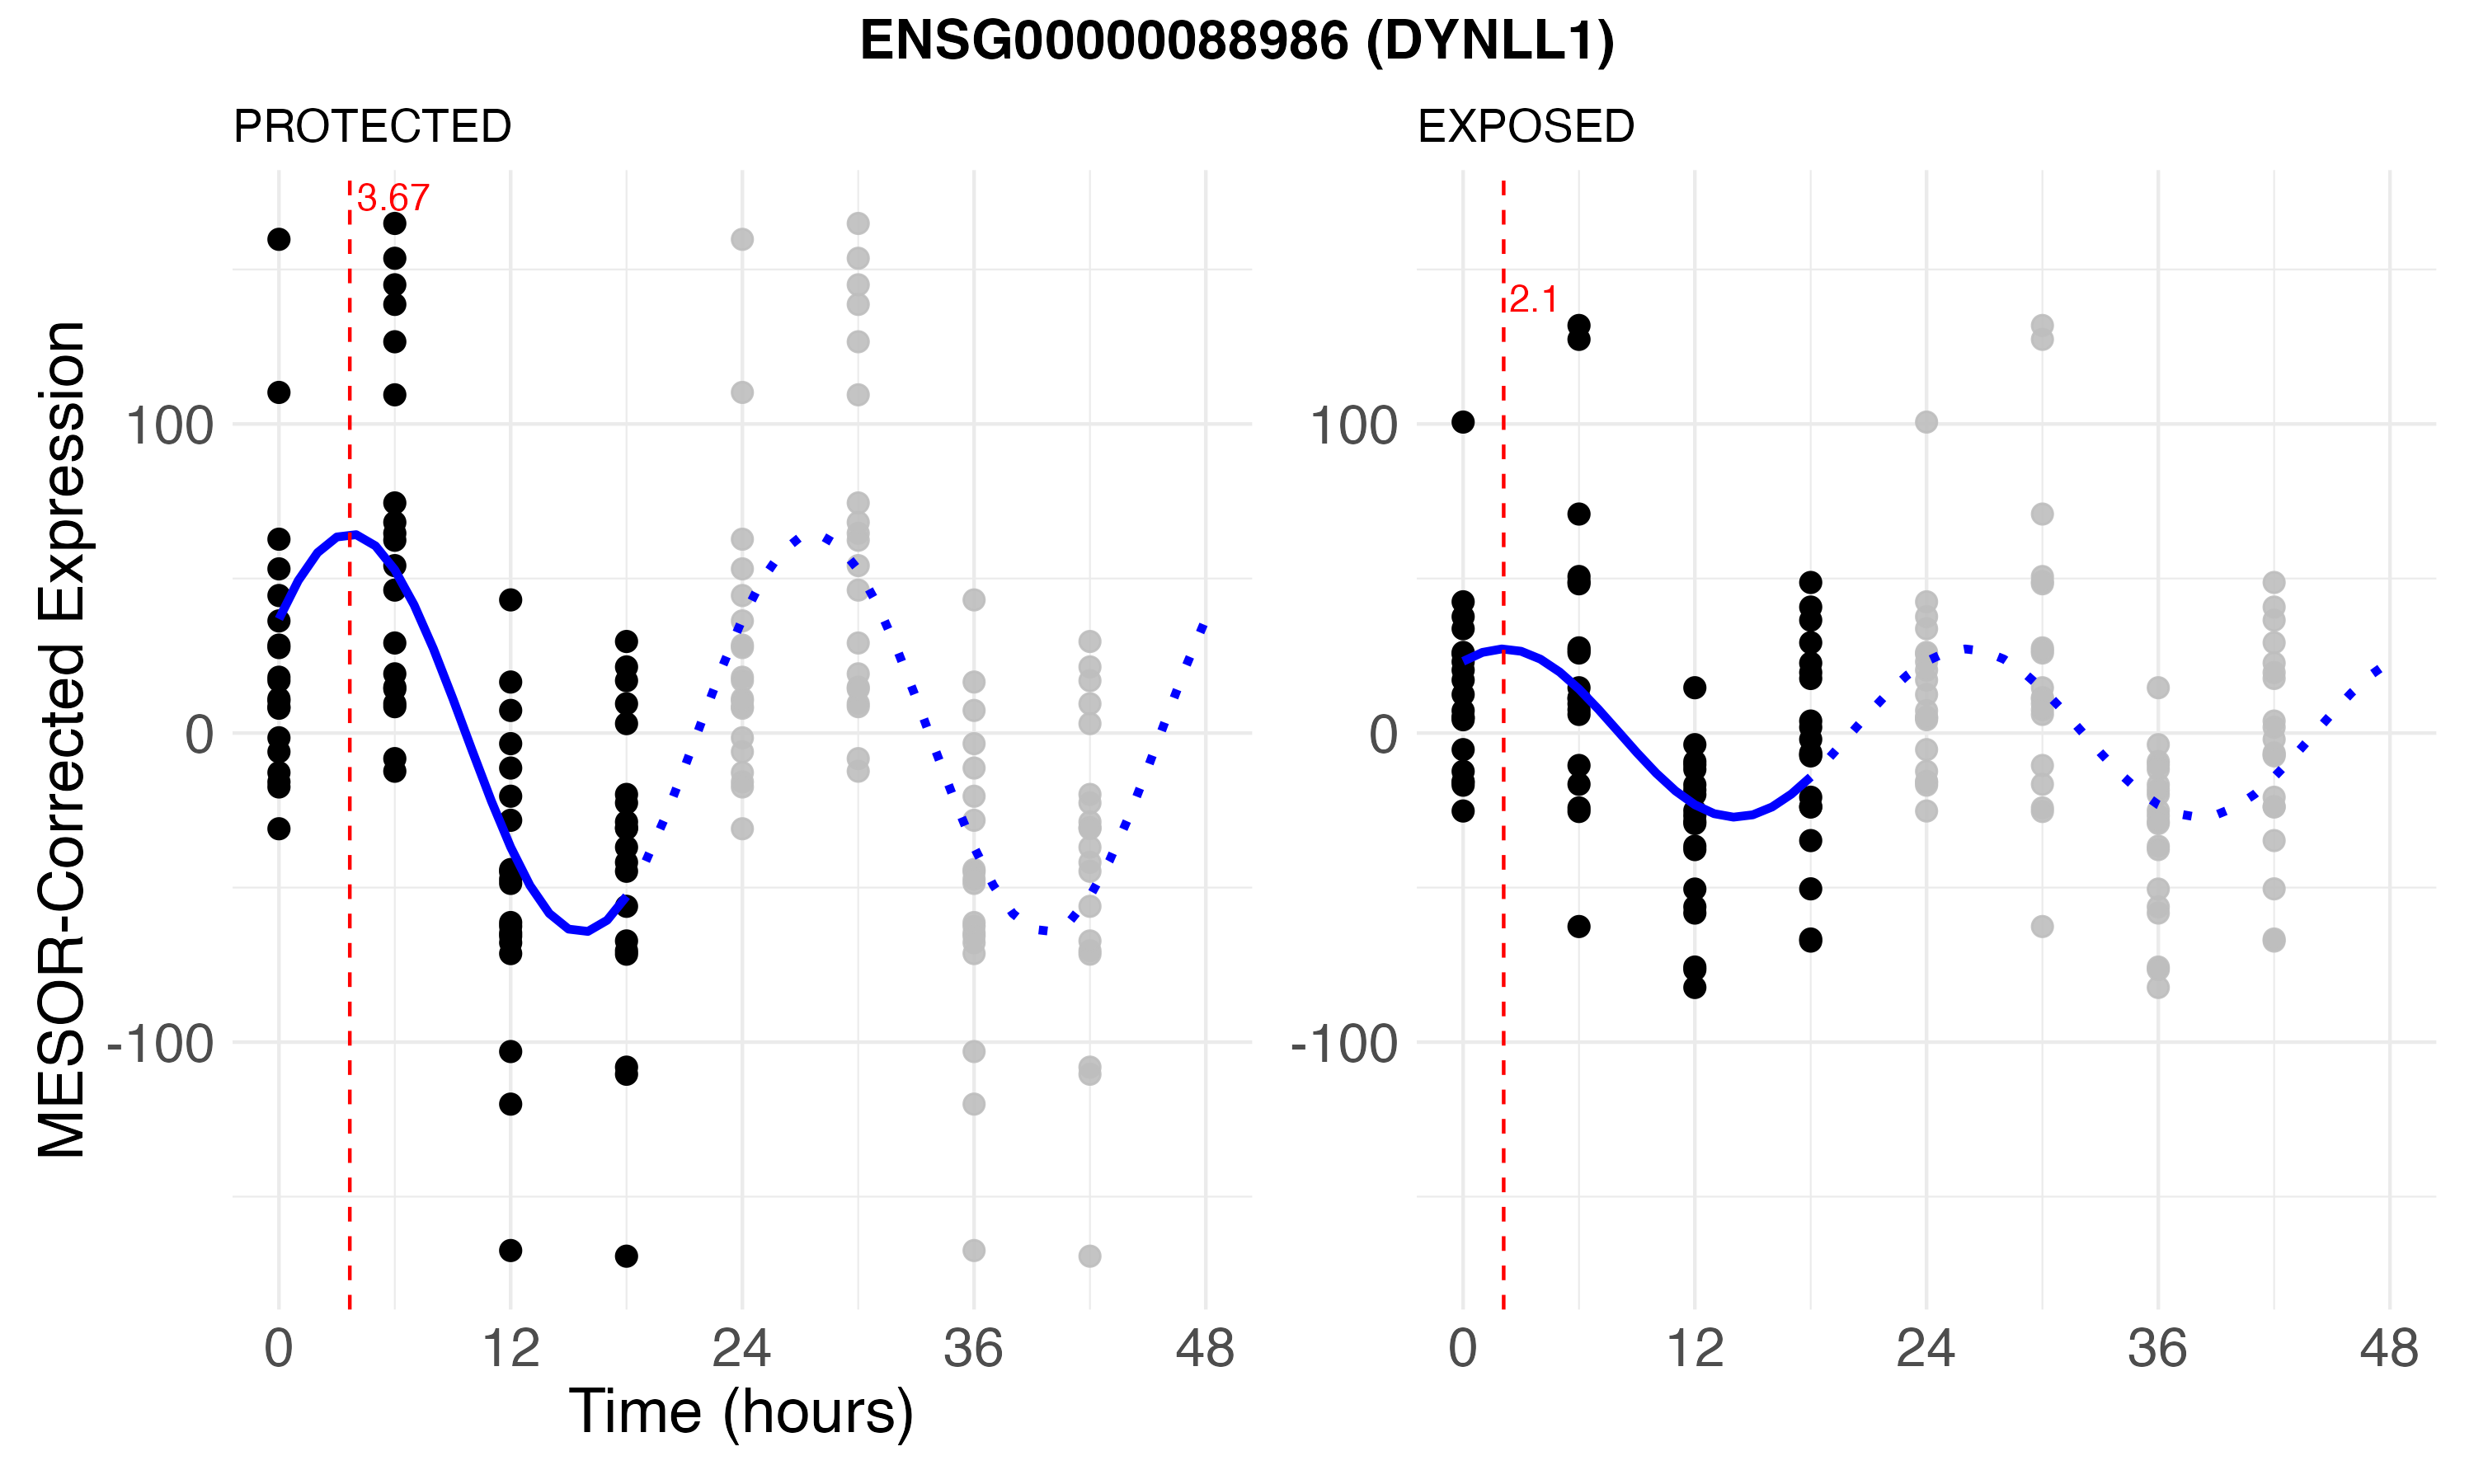 ENSG00000088986 (DYNLL1)
PROTECTED
EXPOSED
MESOR-Corrected Expression
3.67
100
0
-100
0 12 24 36 48
2.1
100
0
-100
0 12 24 36 48
Time (hours)